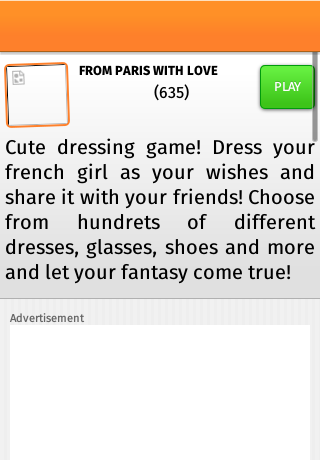 FROM PARIS WITH LOVE
(635)
PLAY
Cute dressing game! Dress your
french girl as your wishes and
share it with your friends! Choose
from hundrets of different
dresses, glasses, shoes and more
and let your fantasy come true!
Advertisement